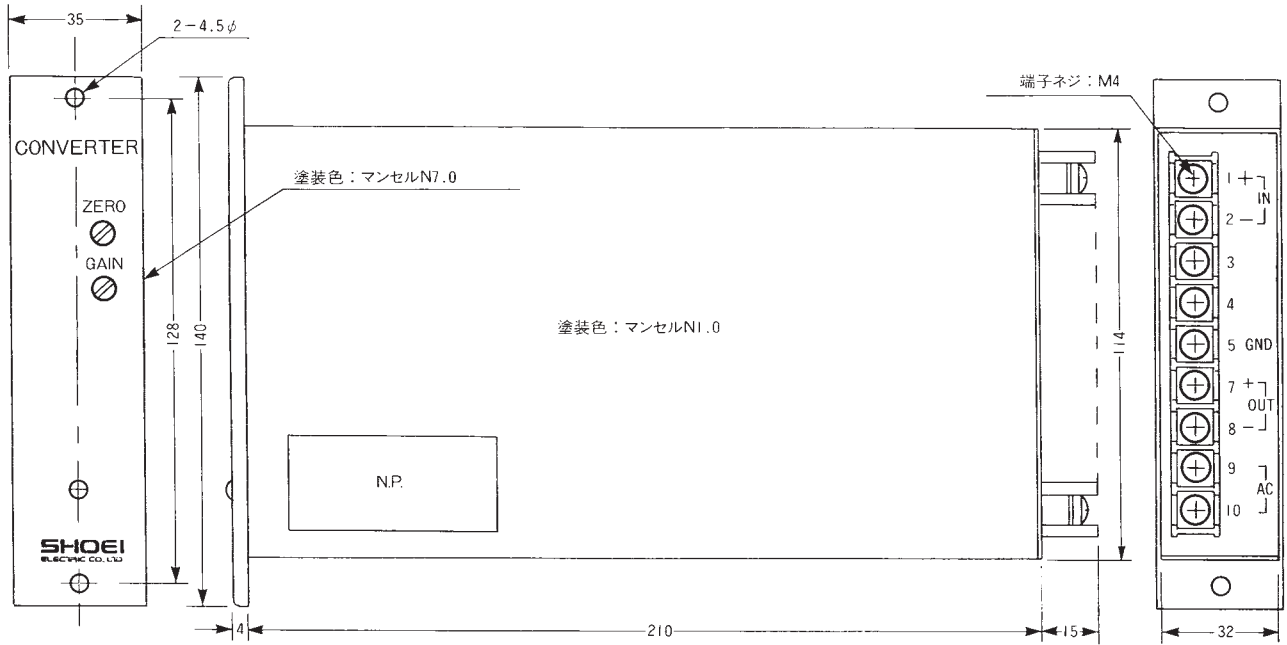 35
2-4.5φ
CONVERTER
ZERO
GAIN
SHOEI
ELECTRIC CO.,LTD
128
140
塗装色:マンセルN7.0
塗装色:マンセルN1.0
N.P.
4
210
15
114
端子ネジ:M4
1 +
IN
2 -
3
4
5 GND
7 +
OUT
8 -
9
AC
10
32